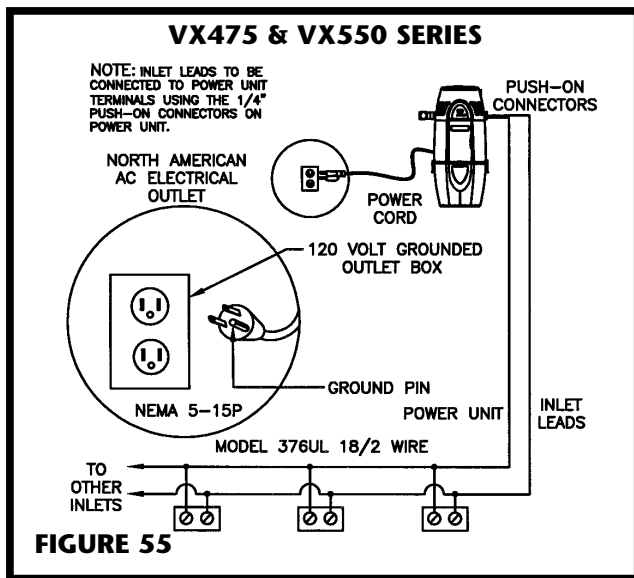 VX475 & VX550 SERIES
NOTE: INLET LEADS TO BE
CONNECTED TO POWER UNIT
TERMINALS USING THE 1/4"
PUSH-ON CONNECTORS ON
POWER UNIT.
PUSH-ON
CONNECTORS
NORTH AMERICAN
AC ELECTRICAL
OUTLET
POWER
CORD
120 VOLT GROUNDED
OUTLET BOX
GROUND PIN
NEMA 5-15P
POWER UNIT
INLET
LEADS
MODEL 376UL 18/2 WIRE
TO
OTHER
INLETS
FIGURE 55